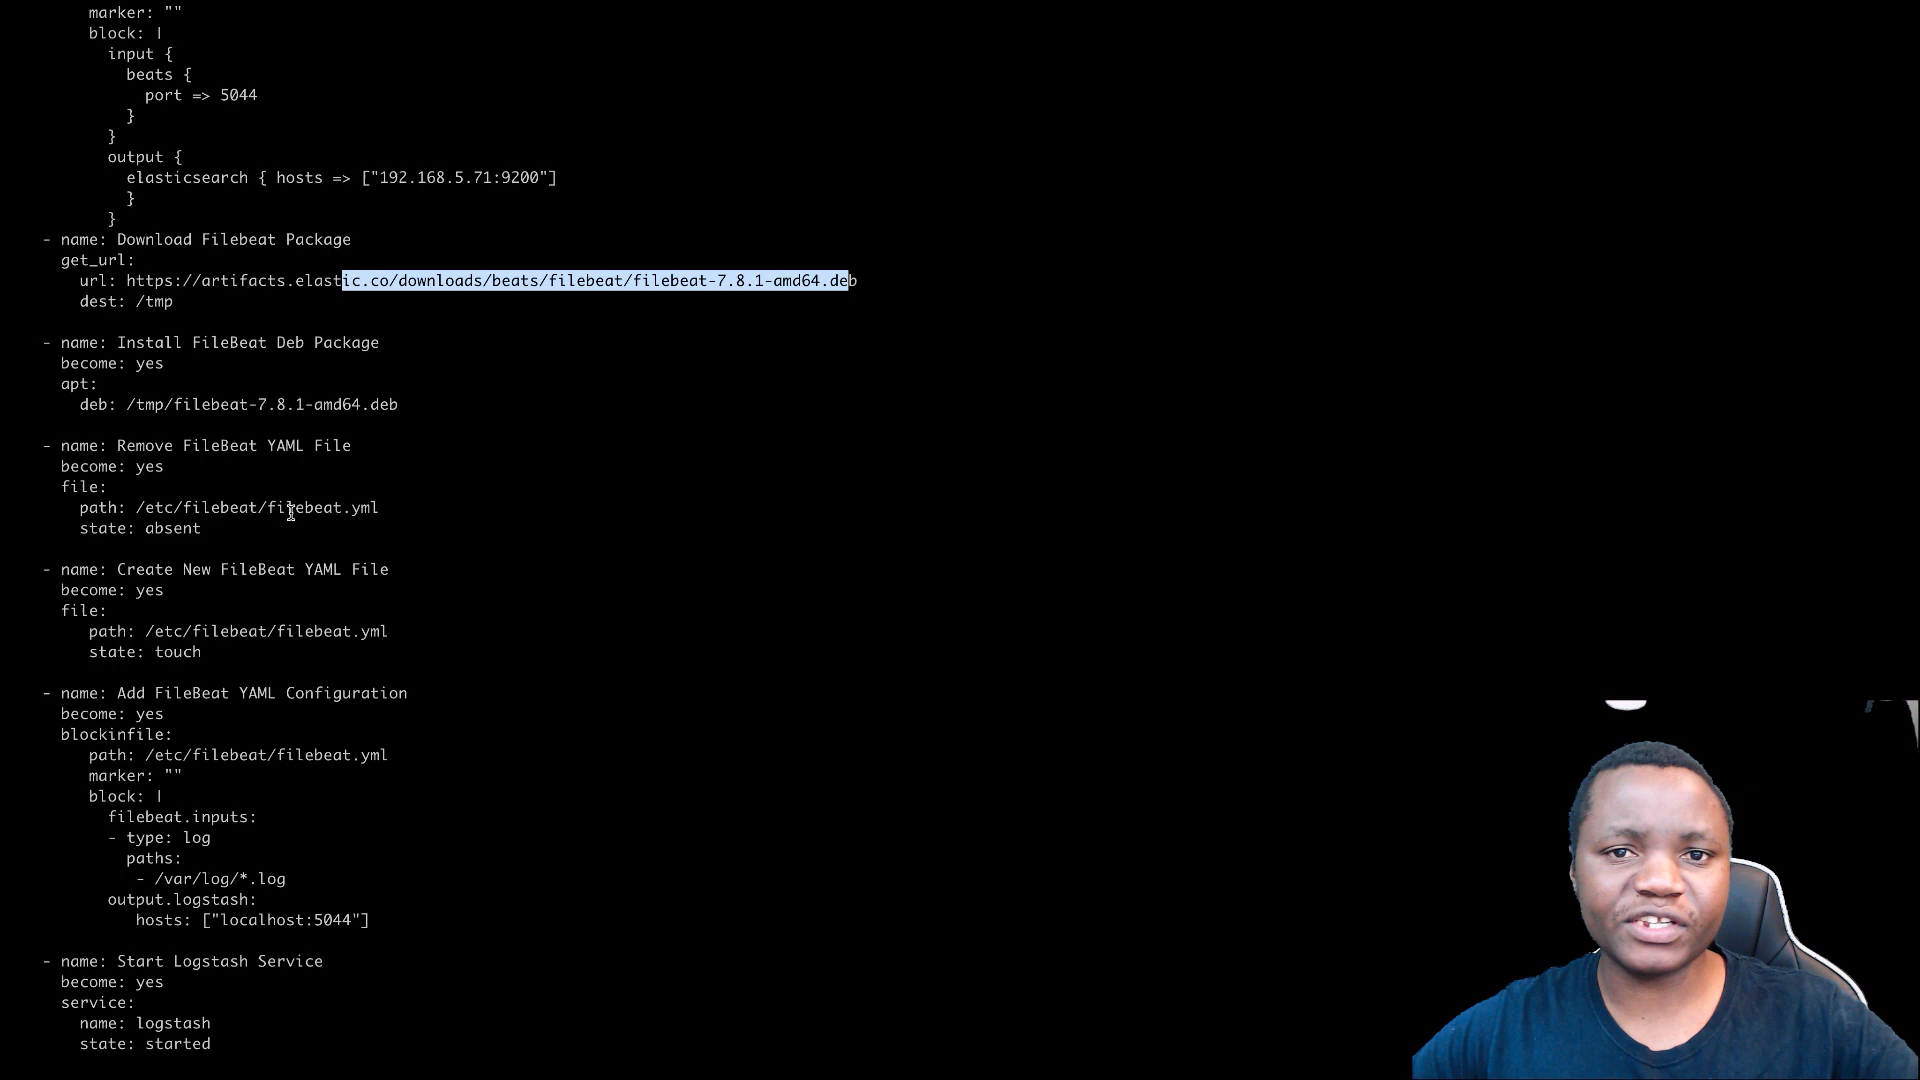 marker: ""
block: |
input {
beats {
port => 5044
}
}
output {
elasticsearch { hosts => ["192.168.5.71:9200"]
}
}
- name: Download Filebeat Package
get_url:
url: https://artifacts.elastic.co/downloads/beats/filebeat/filebeat-7.8.1-amd64.deb
dest: /tmp
- name: Install FileBeat Deb Package
become: yes
apt:
deb: /tmp/filebeat-7.8.1-amd64.deb
- name: Remove FileBeat YAML File
become: yes
file:
path: /etc/filebeat/filebeat.yml
state: absent
- name: Create New FileBeat YAML File
become: yes
file:
path: /etc/filebeat/filebeat.yml
state: touch
- name: Add FileBeat YAML Configuration
become: yes
blockinfile:
path: /etc/filebeat/filebeat.yml
marker: ""
block: |
filebeat.inputs:
- type: log
paths:
- /var/log/*.log
output.logstash:
hosts: ["localhost:5044"]
- name: Start Logstash Service
become: yes
service:
name: logstash
state: started